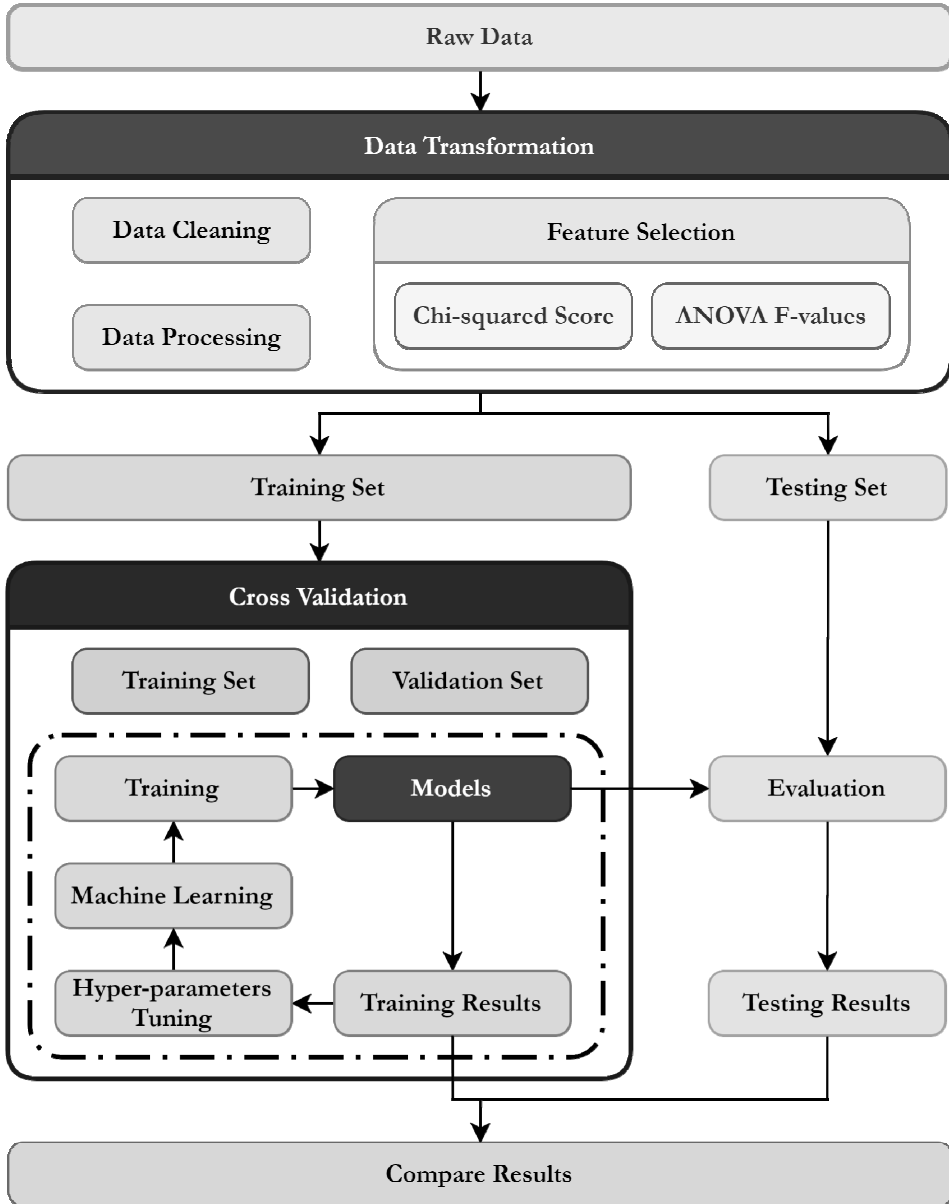 Raw Data
Data Transformation
Data Cleaning
Data Processing
Feature Selection
Chi-squared Score
ANOVA F-values
Training Set
Testing Set
Cross Validation
Training Set
Validation Set
Training
Models
Evaluation
Machine Learning
Hyper-parameters
Tuning
Training Results
Testing Results
Compare Results